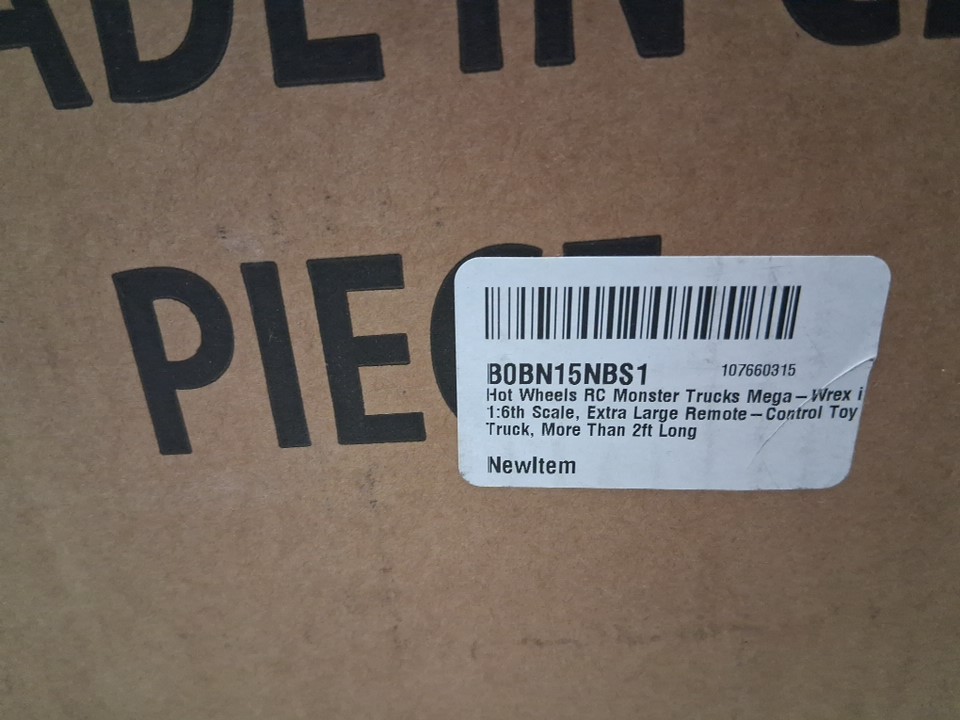 ADE IN
PIECE
B0BN15NBS1 107660315
Hot Wheels RC Monster Trucks Mega-Wrex i
1:6th Scale, Extra Large Remote-Control Toy
Truck, More Than 2ft Long
NewItem